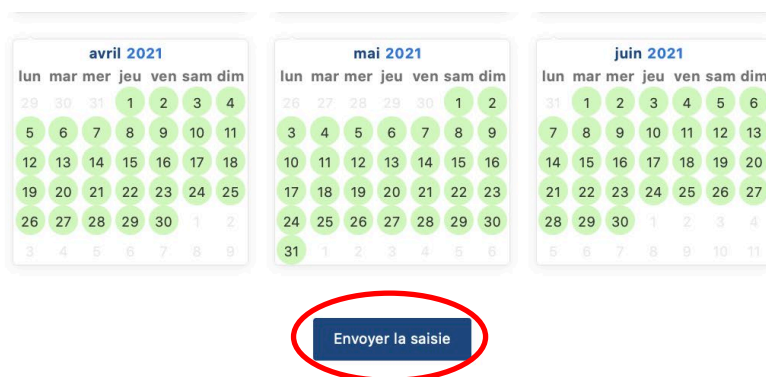 avril 2021
lun mar mer jeu ven sam dim
29 30 31 1 2 3 4
5 6 7 8 9 10 11
12 13 14 15 16 17 18
19 20 21 22 23 24 25
26 27 28 29 30 1 2
3 4 5 6 7 8 9
mai 2021
lun mar mer jeu ven sam dim
26 27 28 29 30 1 2
3 4 5 6 7 8 9
10 11 12 13 14 15 16
17 18 19 20 21 22 23
24 25 26 27 28 29 30
31 1 2 3 4 5 6
juin 2021
lun mar mer jeu ven sam dim
31 1 2 3 4 5 6
7 8 9 10 11 12 13
14 15 16 17 18 19 20
21 22 23 24 25 26 27
28 29 30 1 2 3 4
5 6 7 8 9 10 11
Envoyer la saisie